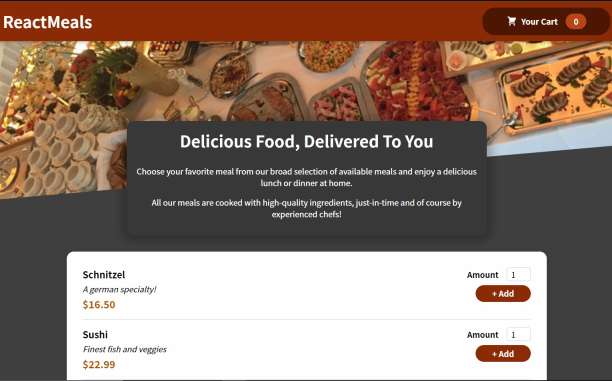 ReactMeals
Your Cart 0
Delicious Food, Delivered To You
Choose your favorite meal from our broad selection of available meals and enjoy a delicious
lunch or dinner at home.
All our meals are cooked with high-quality ingredients, just-in-time and of course by
experienced chefs!
Schnitzel
Amount 1
A german specialty!
+ Add
$16.50
Sushi
Amount 1
Finest fish and veggies
+ Add
$22.99